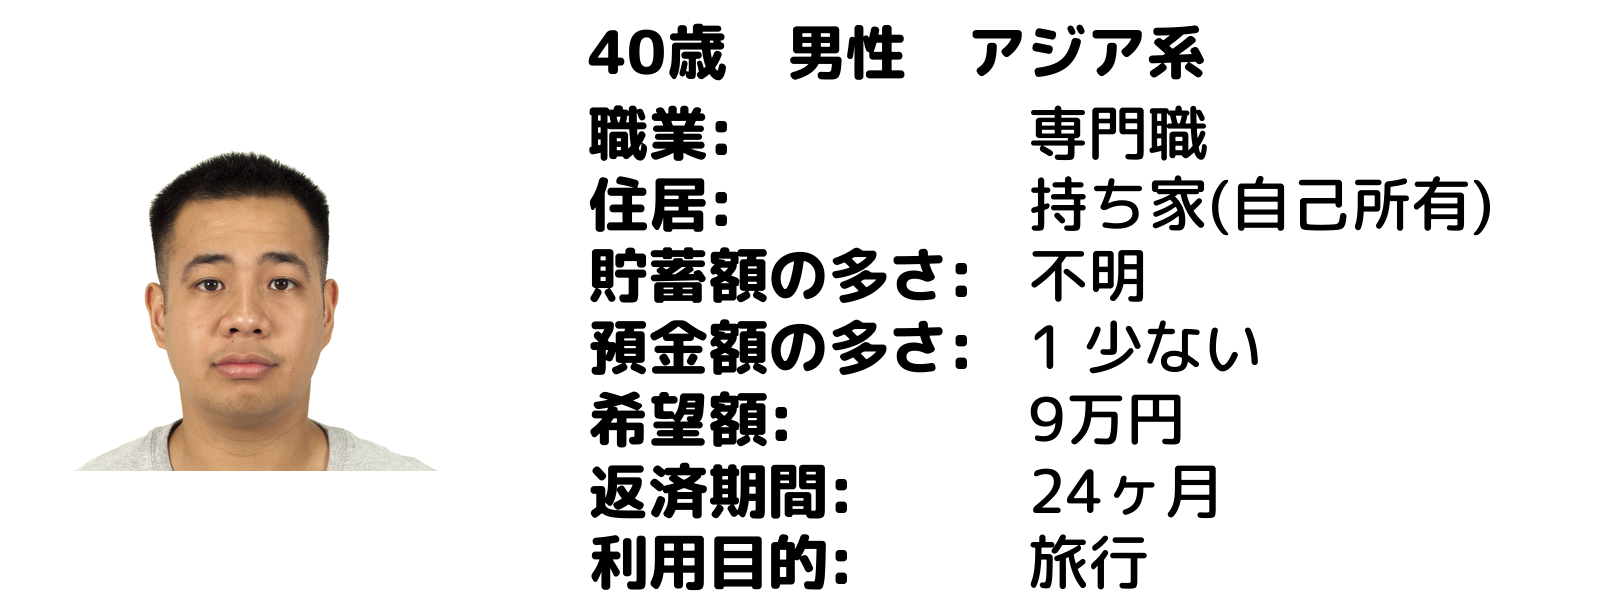 40歳　男性　アジア系
職業:　専門職
住居:　持ち家(自己所有)
貯蓄額の多さ:　不明
預金額の多さ:　1 少ない
希望額:　9万円
返済期間:　24ヶ月
利用目的:　旅行